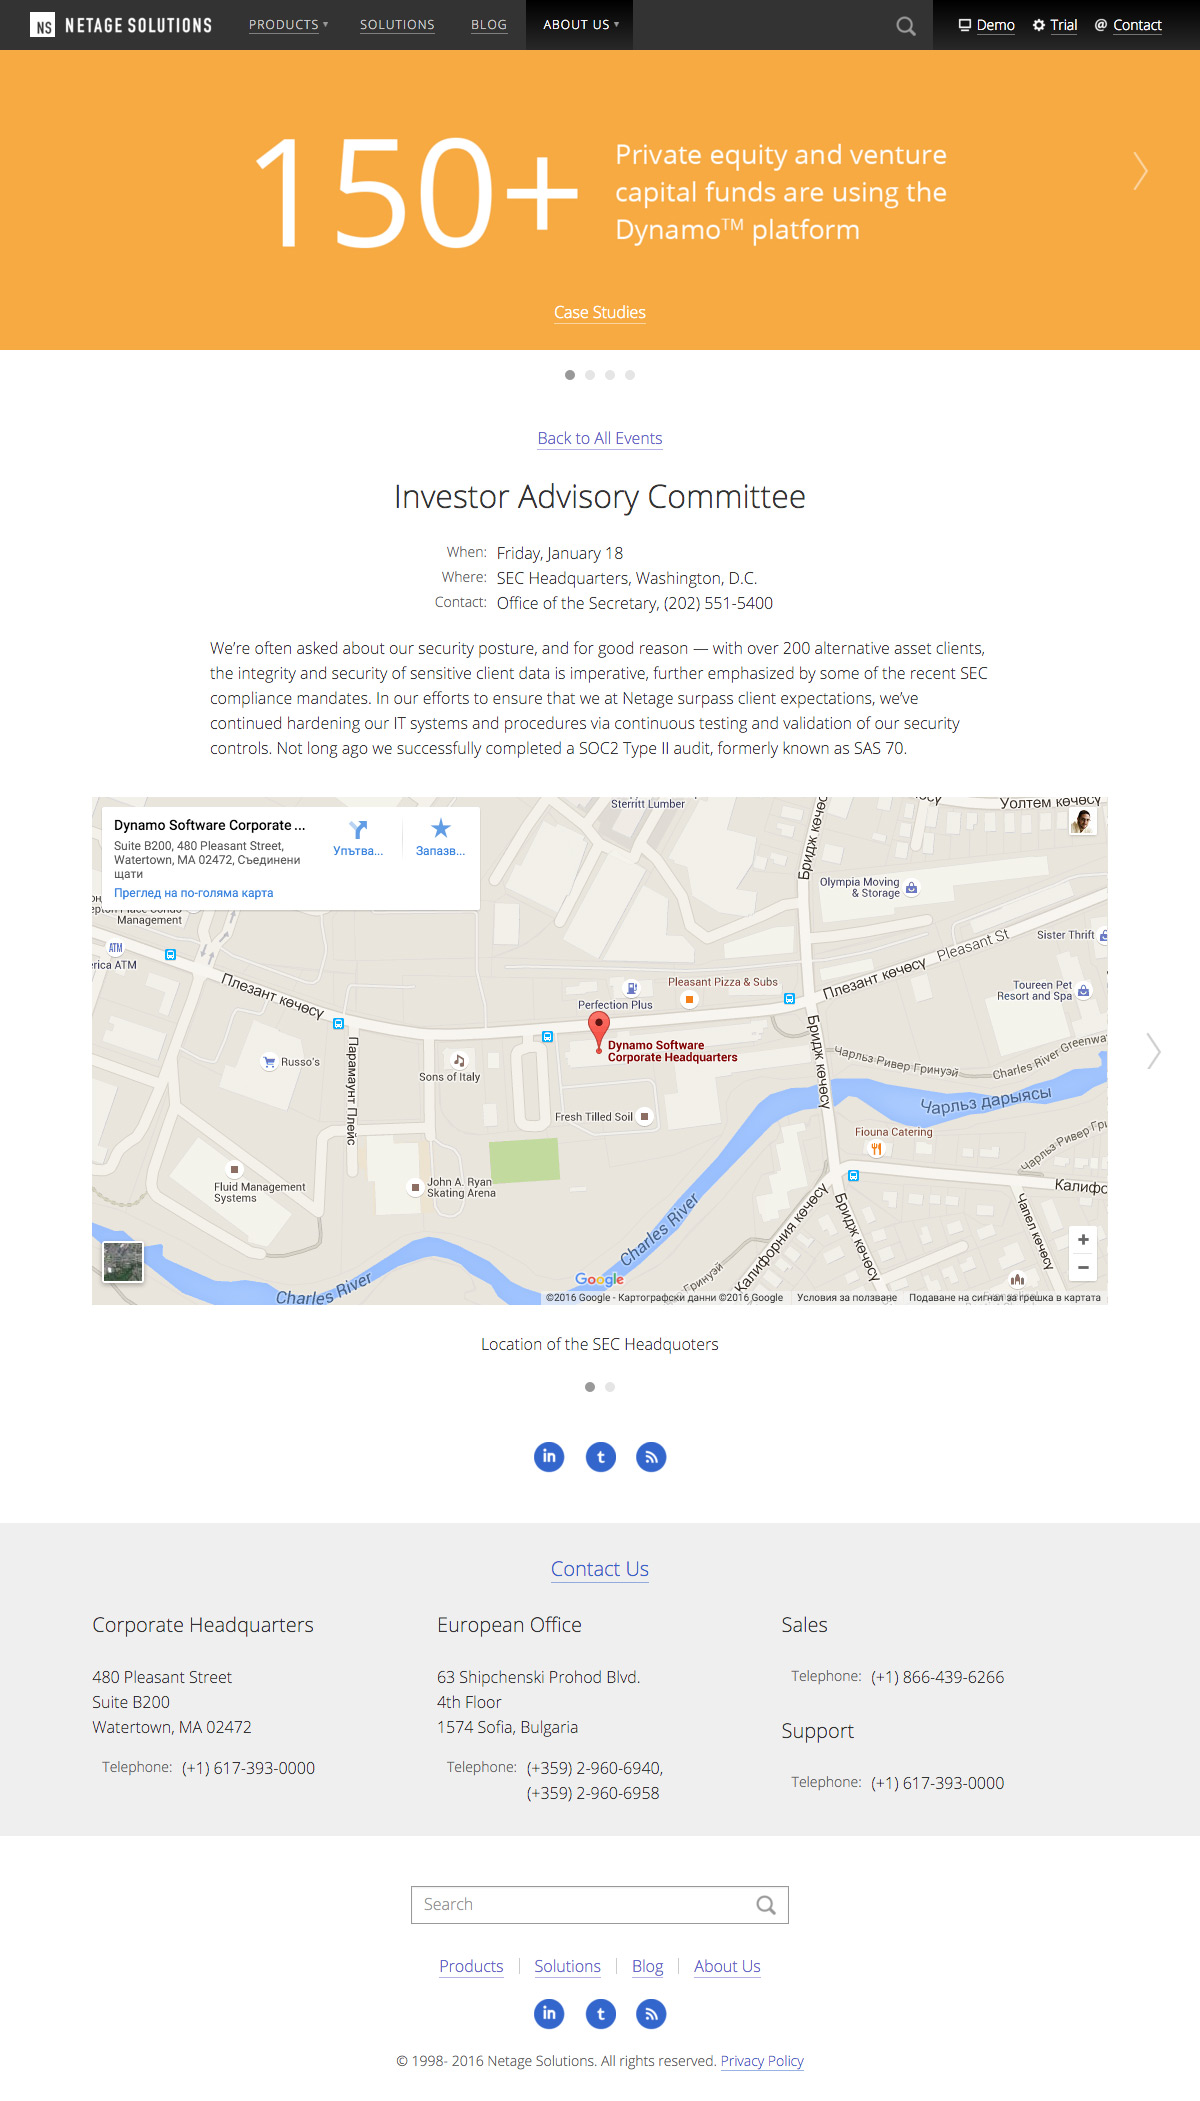 NS NETAGE SOLUTIONS PRODUCTS ▾ SOLUTIONS BLOG ABOUT US ▾ Demo Trial @ Contact
150+
Private equity and venture
capital funds are using the
Dynamo™ platform
Case Studies
Back to All Events
Investor Advisory Committee
When: Friday, January 18
Where: SEC Headquarters, Washington, D.C.
Contact: Office of the Secretary, (202) 551-5400
We're often asked about our security posture, and for good reason — with over 200 alternative asset clients,
the integrity and security of sensitive client data is imperative, further emphasized by some of the recent SEC
compliance mandates. In our efforts to ensure that we at Netage surpass client expectations, we've
continued hardening our IT systems and procedures via continuous testing and validation of our security
controls. Not long ago we successfully completed a SOC2 Type II audit, formerly known as SAS 70.
Dynamo Software Corporate ...
Suite B200, 480 Pleasant Street,
Watertown, MA 02472, Съединени
щати
Преглед на по-голяма карта
Упътва...
Запазв...
Sterritt Lumber
Уолтем көчөсү
Бридж көчөсү
Olympia Moving
& Storage
Place Condo
Management
ATM
rica ATM
Pleasant St
Sister Thrift
Плезант көчөсү
Плезант көчөсү
Pleasant Pizza & Subs
Perfection Plus
Toureen Pet
Resort and Spa
Dynamo Software
Corporate Headquarters
Russo's
Парамаунт Плейс
Sons of Italy
Бридж көчөсү
Чарльз Ривер Гринуэй
Charles River Greenwa
Чарльз дарыясы
Fresh Tilled Soil
Fiouna Catering
Чарльз Ривер Гри
Fluid Management
Systems
John A. Ryan
Skating Arena
Калифо
Charles River
Калифорния көчөсү
Бридж көчөсү
Чапел көчөсү
Гринуэй
Charles River
Google
+
−
©2016 Google - Картографски данни ©2016 Google Условия за ползване Подаване на сигнал за грешка в картата
Location of the SEC Headquoters
in t
Contact Us
Corporate Headquarters
480 Pleasant Street
Suite B200
Watertown, MA 02472
Telephone: (+1) 617-393-0000
European Office
63 Shipchenski Prohod Blvd.
4th Floor
1574 Sofia, Bulgaria
Telephone: (+359) 2-960-6940,
(+359) 2-960-6958
Sales
Telephone: (+1) 866-439-6266
Support
Telephone: (+1) 617-393-0000
Search
Products Solutions Blog About Us
in t
© 1998- 2016 Netage Solutions. All rights reserved. Privacy Policy